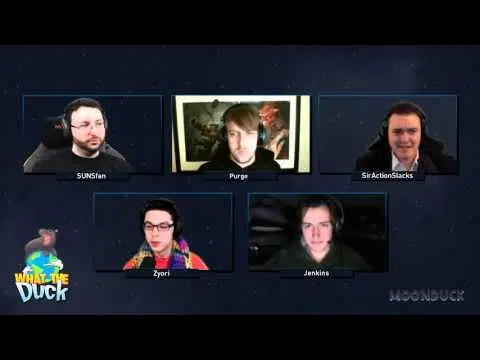 SUNSfan
Purge
SirActionSlacks
Zyori
Jenkins
WHAT THE
DUCK
MOONDUCK